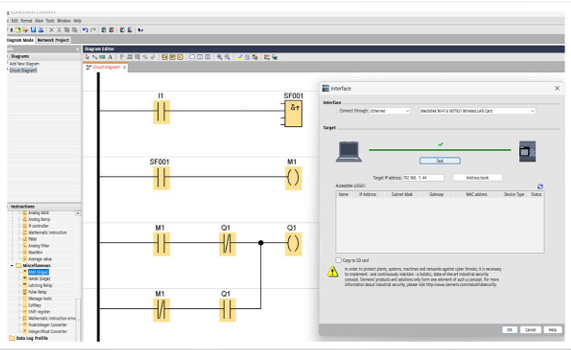 Edit Format View Tools Window Help
Diagram Mode Network Project
Diagrams
Add New Diagram
Circuit Diagram1
Diagram Editor
Circuit Diagram1
I1
SF001
&↑
SF001
M1
M1
Q1
Q1
M1
Q1
Instructions
Analog MUX
Analog Ramp
PI controller
Mathematic instruction
PWM
Analog Filter
Max/Min
Average value
Miscellaneous
AND (Edge)
NAND (Edge)
Latching Relay
Pulse Relay
Message texts
Softkey
Shift register
Mathematic instruction error
Float/Integer Converter
Integer/Float Converter
Data Log Profile
Interface
Interface
Connect through: Ethernet
MediaTek Wi-Fi 6 MT7921 Wireless LAN Card
Target
Test
Target IP address: 192.168. 1. 44
Address book
Accessible LOGO!:
Name IP Address Subnet Mask Gateway MAC address Device Type Status
Copy to SD card
In order to protect plants, systems, machines and networks against cyber threats, it is necessary
to implement - and continuously maintain - a holistic, state-of-the-art industrial security
concept. Siemens' products and solutions only form one element of such a concept. For more
information about industrial security, please visit http://www.siemens.com/industrialsecurity.
OK Cancel Help